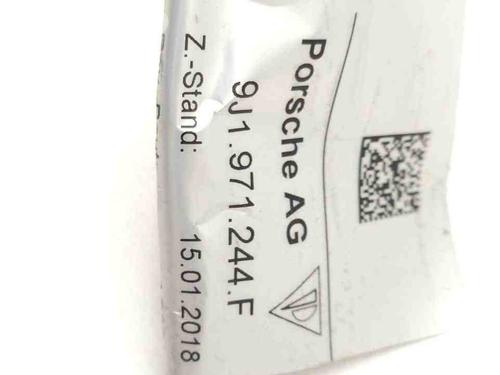 Porsche AG
9J1.971.244.F
Z.-Stand: 15.01.2018